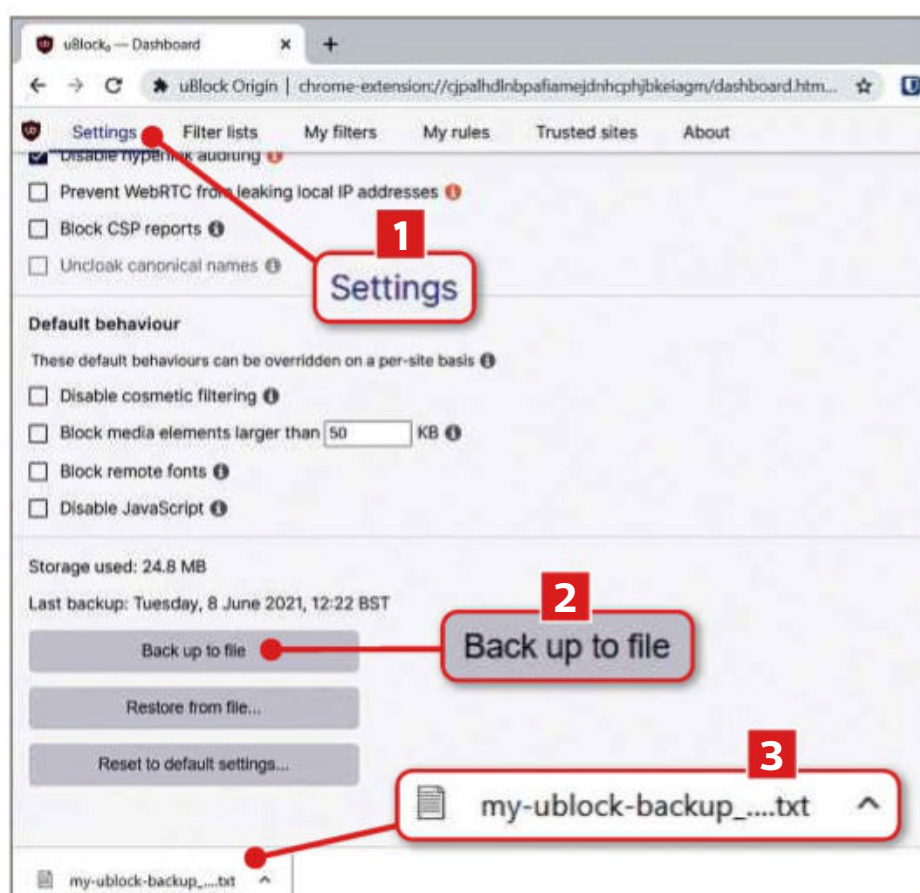 uBlock₀ — Dashboard
uBlock Origin | chrome-extension://cjpalhdlnbpafiamejdnhcphjbkeiagm/dashboard.htm...
Settings Filter lists My filters My rules Trusted sites About
Disable hyperlink auditing
Prevent WebRTC from leaking local IP addresses
Block CSP reports
1
Uncloak canonical names
Settings
Default behaviour
These default behaviours can be overridden on a per-site basis
Disable cosmetic filtering
Block media elements larger than 50 KB
Block remote fonts
Disable JavaScript
Storage used: 24.8 MB
Last backup: Tuesday, 8 June 2021, 12:22 BST
2
Back up to file
Back up to file
Restore from file...
Reset to default settings...
3
my-ublock-backup_....txt
my-ublock-backup_....txt